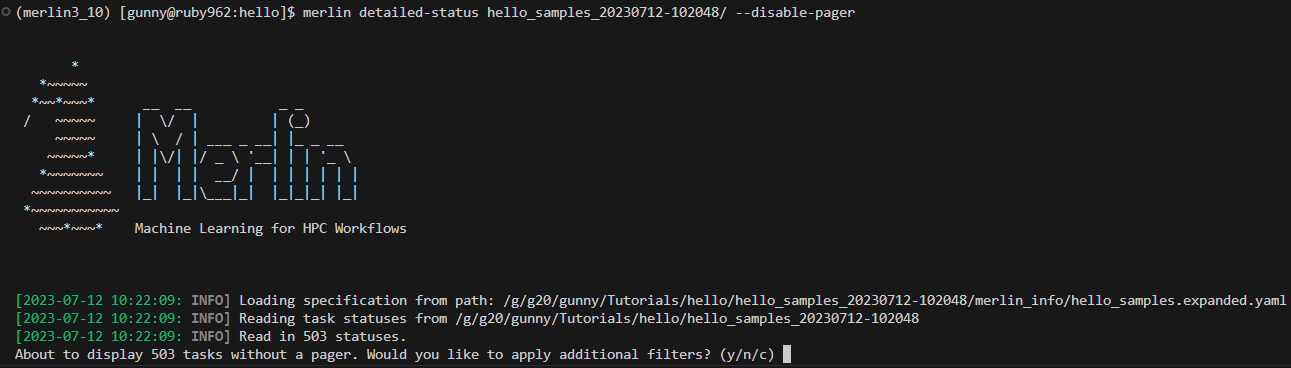 (merlin3_10) [gunny@ruby962:hello]$ merlin detailed-status hello_samples_20230712-102048/ --disable-pager
Merlin
Machine Learning for HPC Workflows
[2023-07-12 10:22:09: INFO] Loading specification from path: /g/g20/gunny/Tutorials/hello/hello_samples_20230712-102048/merlin_info/hello_samples.expanded.yaml
[2023-07-12 10:22:09: INFO] Reading task statuses from /g/g20/gunny/Tutorials/hello/hello_samples_20230712-102048
[2023-07-12 10:22:09: INFO] Read in 503 statuses.
About to display 503 tasks without a pager. Would you like to apply additional filters? (y/n/c)